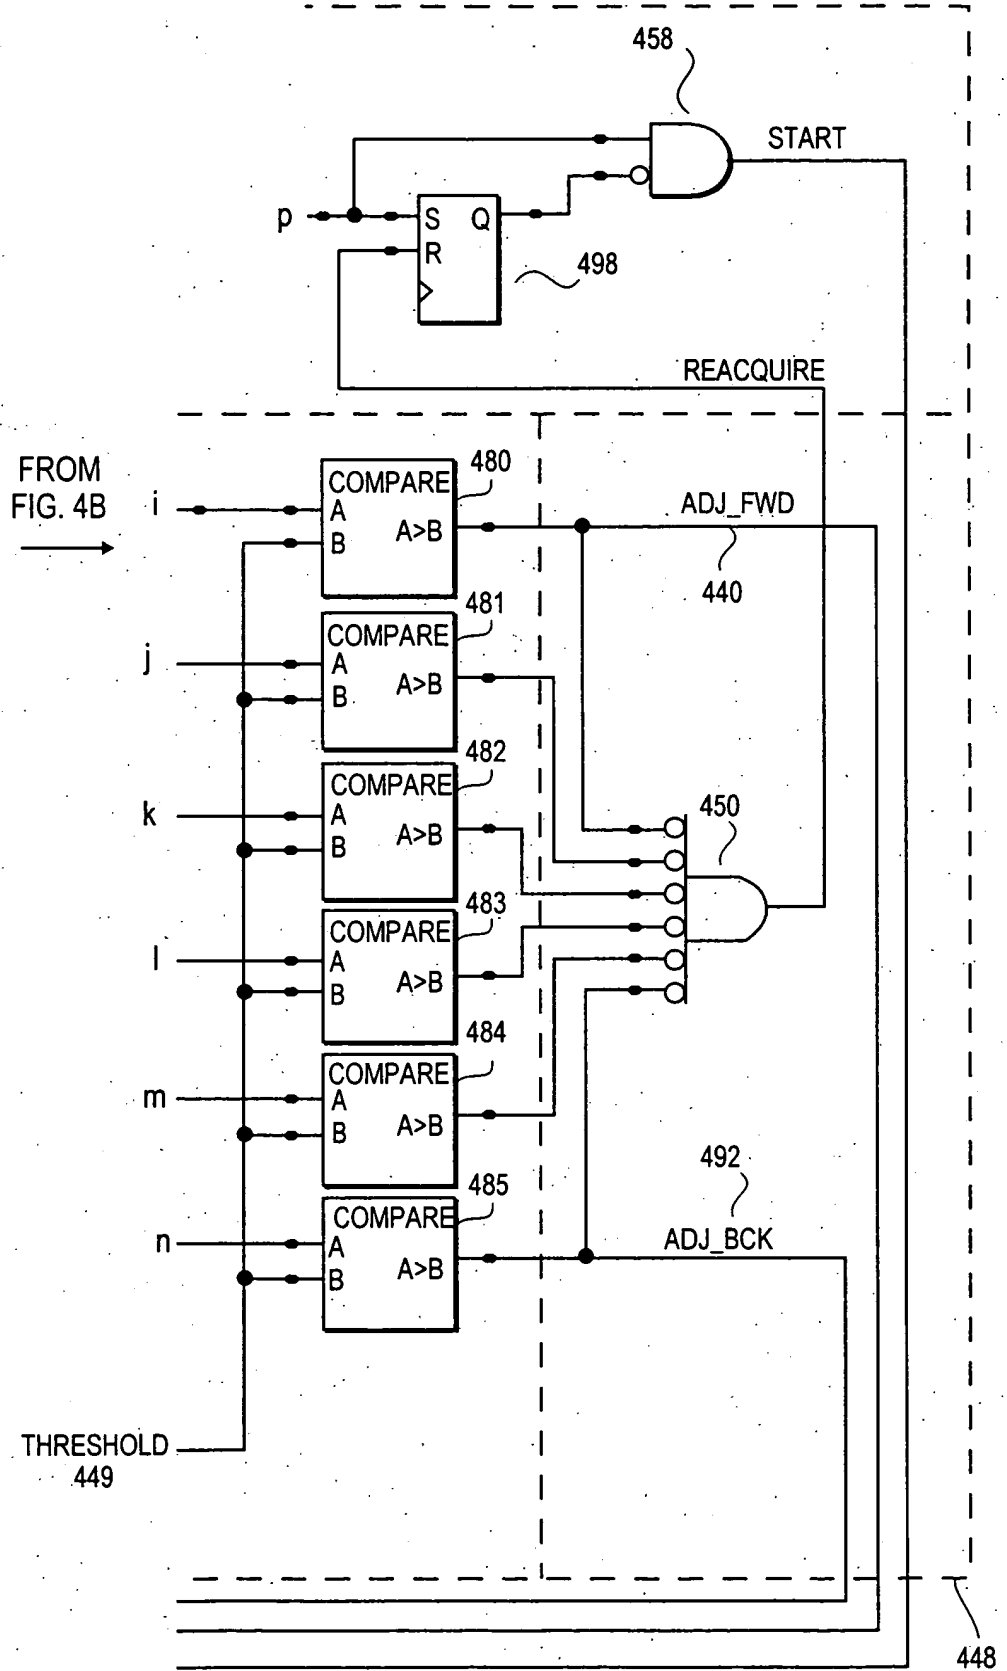 458
START
p
S Q
R
498
REACQUIRE
FROM
FIG. 4B
i
COMPARE
A
B
A>B
480
ADJ_FWD
440
j
COMPARE
A
B
A>B
481
k
COMPARE
A
B
A>B
482
450
l
COMPARE
A
B
A>B
483
m
COMPARE
A
B
A>B
484
n
COMPARE
A
B
A>B
485
492
ADJ_BCK
THRESHOLD
449
448